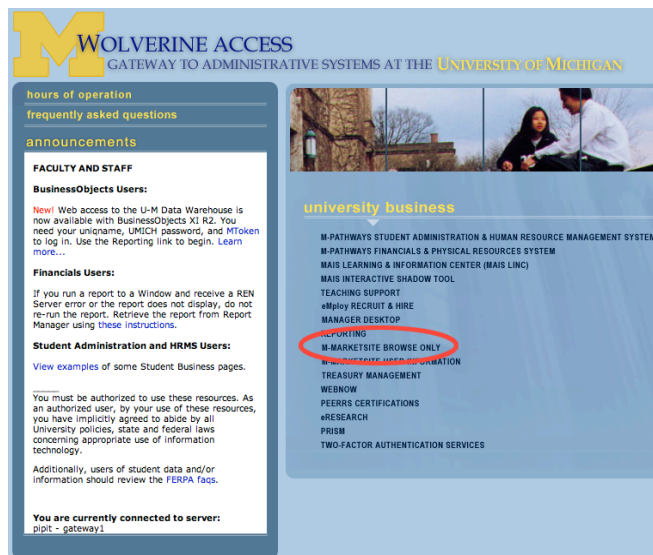 WOLVERINE ACCESS
GATEWAY TO ADMINISTRATIVE SYSTEMS AT THE UNIVERSITY OF MICHIGAN
hours of operation
frequently asked questions
announcements
FACULTY AND STAFF
BusinessObjects Users:
New! Web access to the U-M Data Warehouse is
now available with BusinessObjects XI R2. You
need your uniqname, UMICH password, and MToken
to log in. Use the Reporting link to begin. Learn
more...
Financials Users:
If you run a report to a Window and receive a REN
Server error or the report does not display, do not
re-run the report. Retrieve the report from Report
Manager using these instructions.
Student Administration and HRMS Users:
View examples of some Student Business pages.
You must be authorized to use these resources. As
an authorized user, by your use of these resources,
you have implicitly agreed to abide by all
University policies, state and federal laws
concerning appropriate use of information
technology.
Additionally, users of student data and/or
information should review the FERPA faqs.
You are currently connected to server:
pipit - gateway1
university business
M-PATHWAYS STUDENT ADMINISTRATION & HUMAN RESOURCE MANAGEMENT SYSTEM
M-PATHWAYS FINANCIALS & PHYSICAL RESOURCES SYSTEM
MAIS LEARNING & INFORMATION CENTER (MAIS LINC)
MAIS INTERACTIVE SHADOW TOOL
TEACHING SUPPORT
eMploy RECRUIT & HIRE
MANAGER DESKTOP
REPORTING
M-MARKETSITE BROWSE ONLY
M-MARKETSITE USER INFORMATION
TREASURY MANAGEMENT
WEBNOW
PEERRS CERTIFICATIONS
eRESEARCH
PRISM
TWO-FACTOR AUTHENTICATION SERVICES